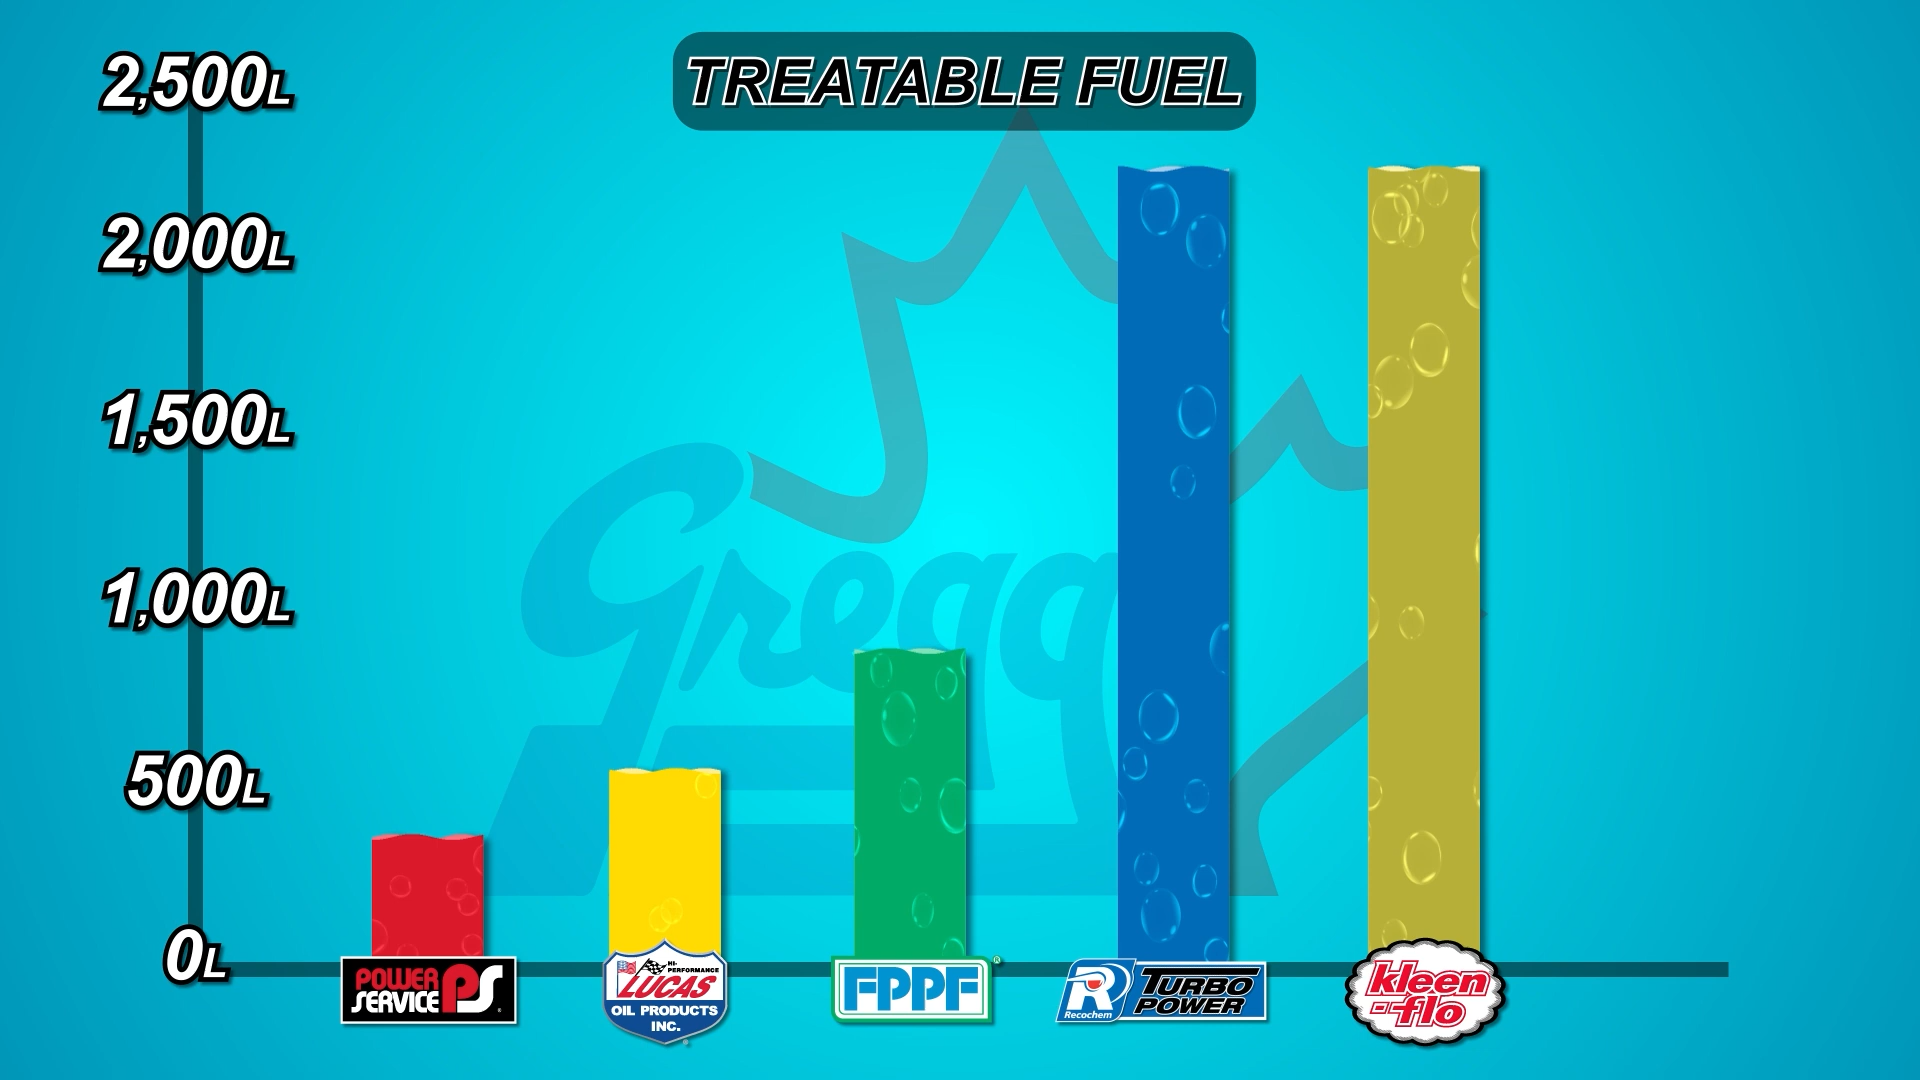 TREATABLE FUEL
2,500L
2,000L
1,500L
1,000L
500L
0L
Gregg
POWER SERVICE PS
HI-PERFORMANCE
LUCAS
OIL PRODUCTS
INC.
®
FPPF®
R Recochem TURBO POWER
kleen
-flo